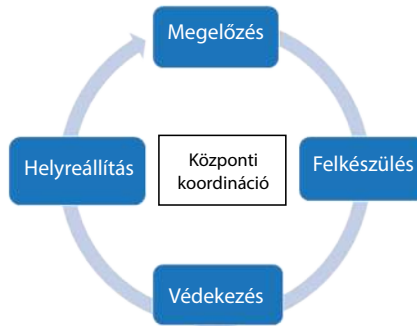 Megelőzés
Felkészülés
Védekezés
Helyreállítás
Központi
koordináció